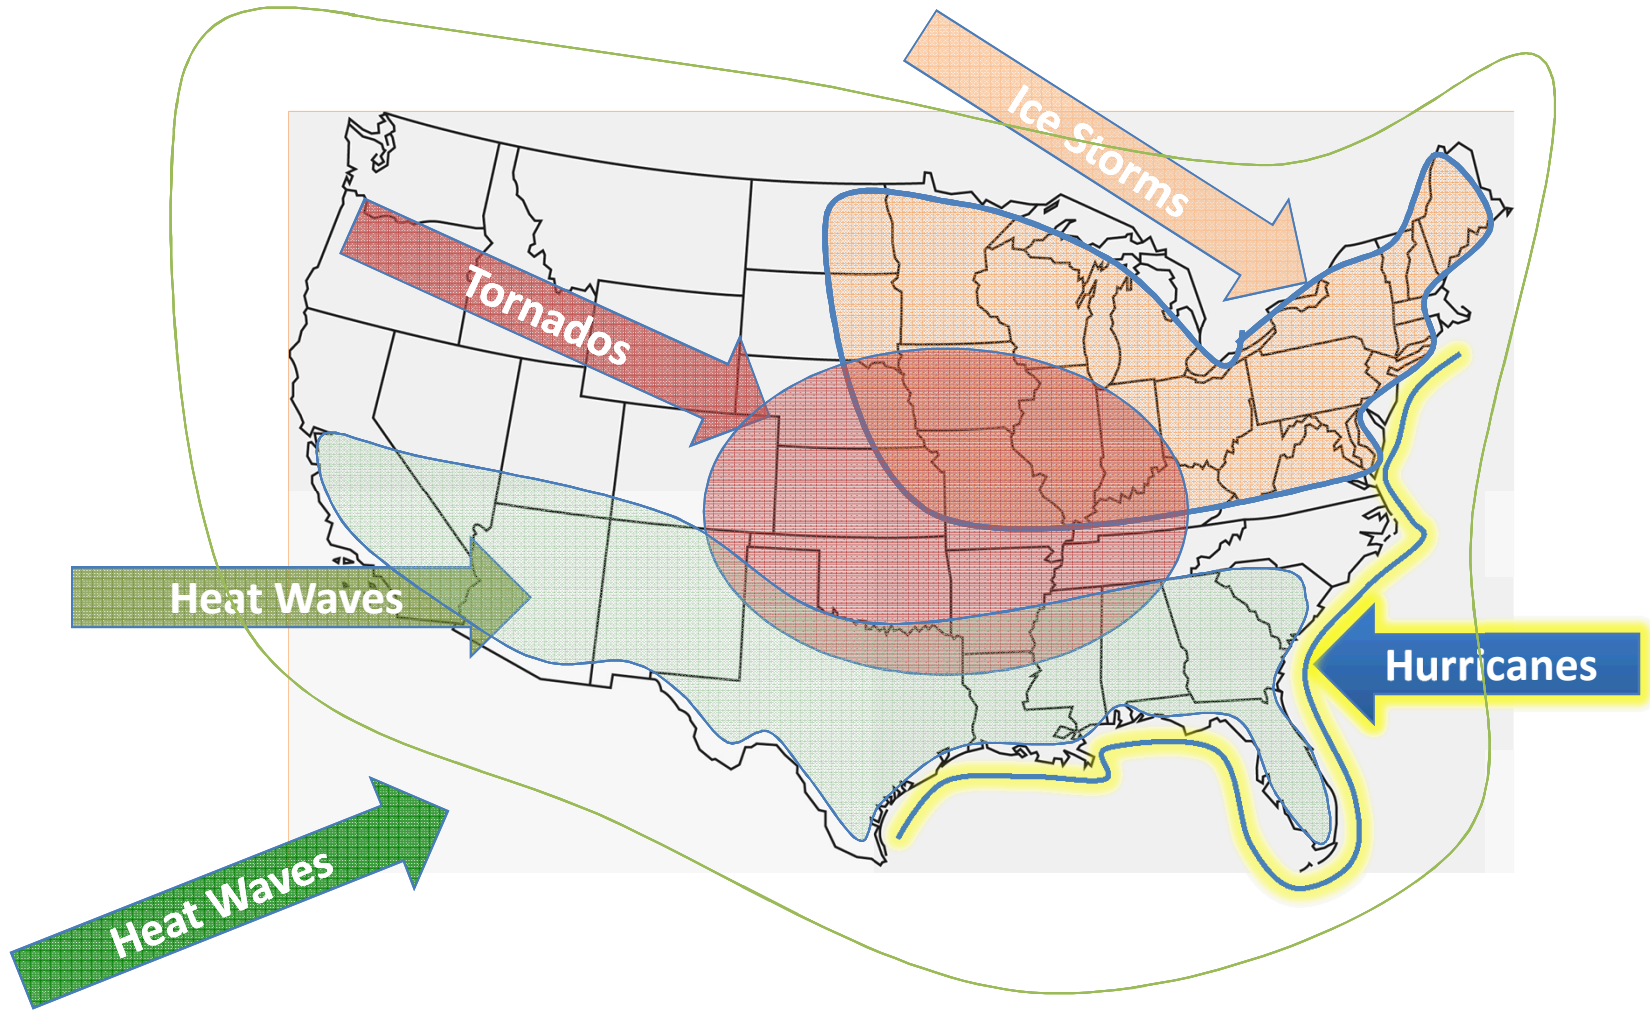 Ice Storms
Tornados
Heat Waves
Hurricanes
Heat Waves